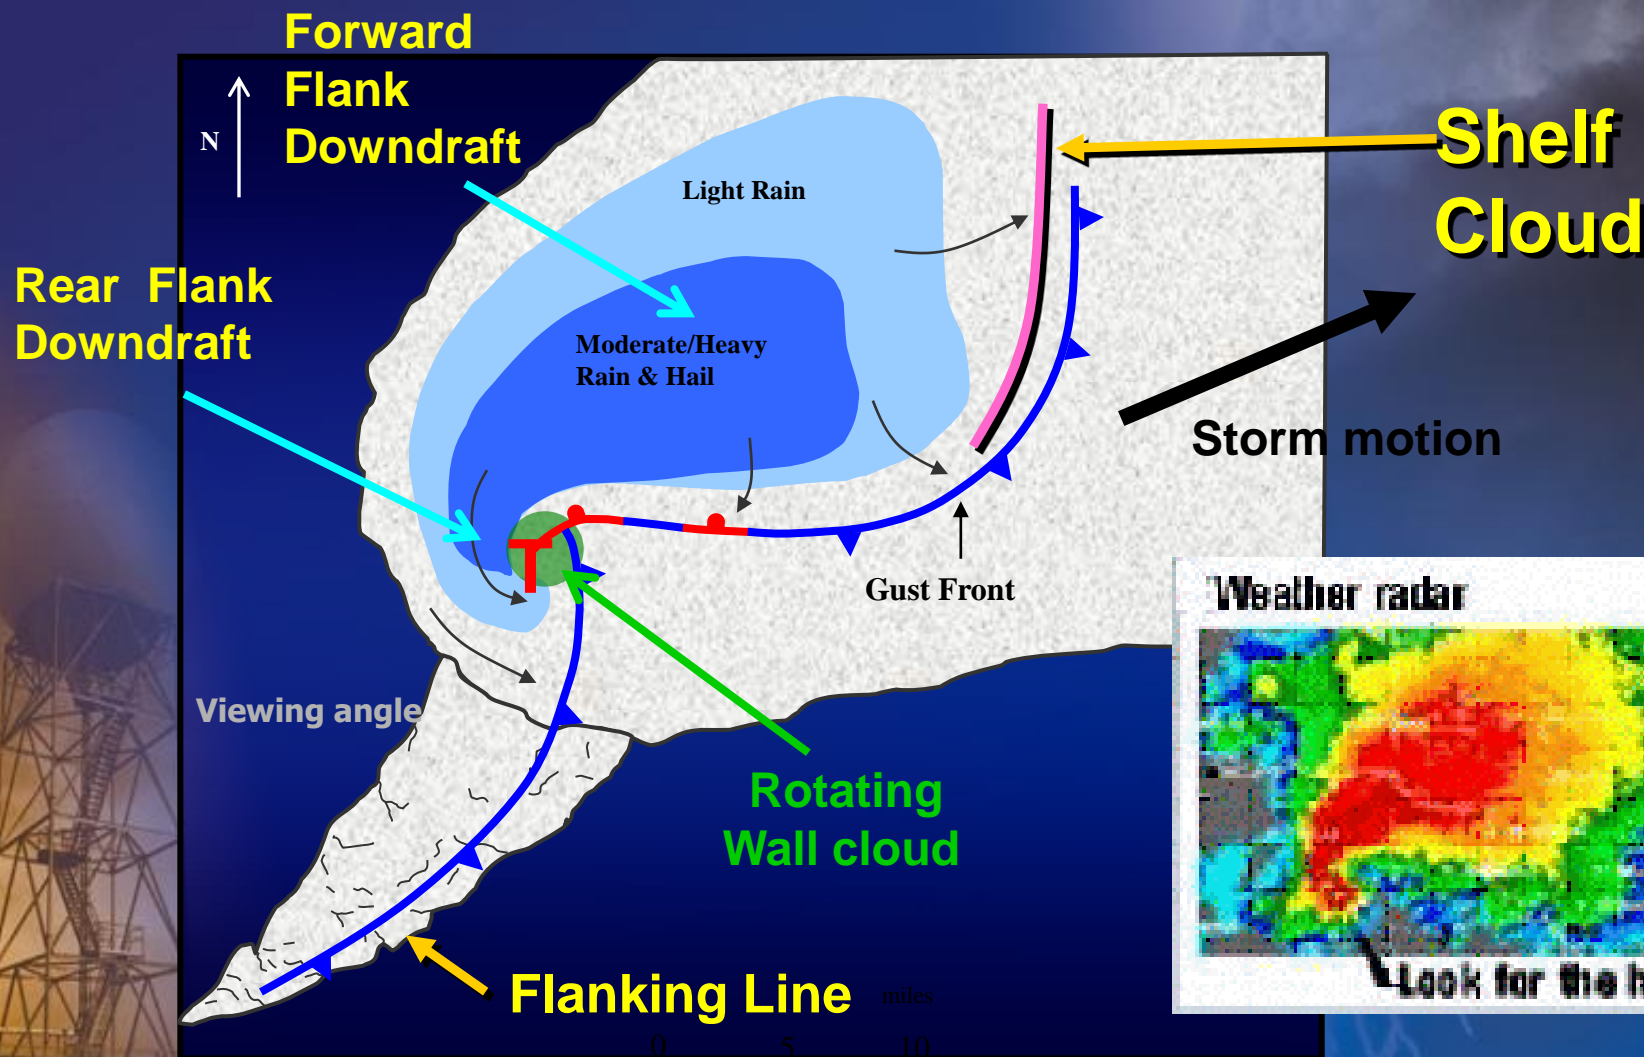 Forward
Flank
Downdraft
N
Shelf
Cloud
Light Rain
Rear Flank
Downdraft
Moderate/Heavy
Rain & Hail
Storm motion
Gust Front
Weather radar
Viewing angle
Rotating
Wall cloud
Look for the h
Flanking Line
miles
0 5 10